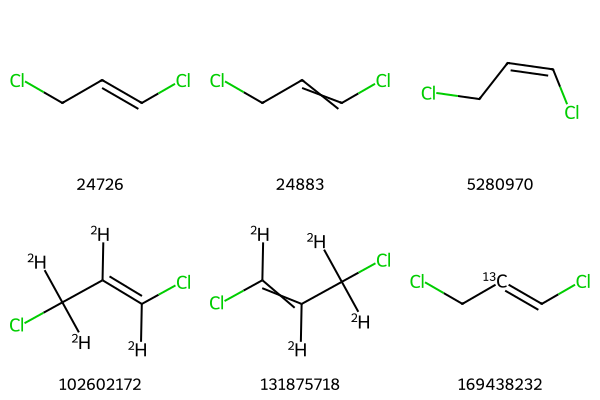 Cl Cl Cl Cl Cl Cl
24726 24883 5280970
²H ²H ²H ²H Cl Cl ²H ²H
Cl Cl ²H ²H Cl ¹³C Cl
102602172 131875718 169438232